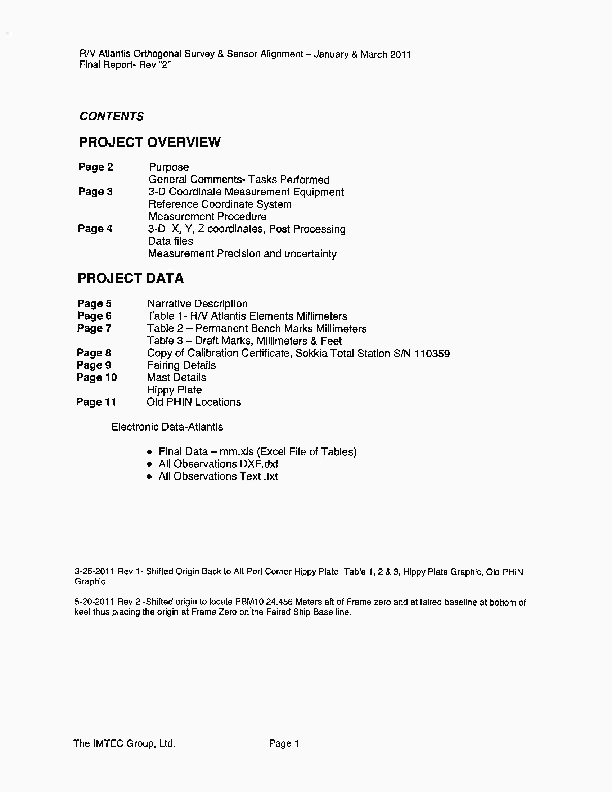 R/V Atlantis Orthogonal Survey & Sensor Alignment – January & March 2011
Final Report- Rev "2"
CONTENTS
PROJECT OVERVIEW
Page 2 Purpose
General Comments- Tasks Performed
Page 3 3-D Coordinate Measurement Equipment
Reference Coordinate System
Measurement Procedure
Page 4 3-D X, Y, Z coordinates, Post Processing
Data files
Measurement Precision and uncertainty
PROJECT DATA
Page 5 Narrative Description
Page 6 Table 1- R/V Atlantis Elements Millimeters
Page 7 Table 2 – Permanent Bench Marks Millimeters
Table 3 – Draft Marks, Millimeters & Feet
Page 8 Copy of Calibration Certificate, Sokkia Total Station S/N 110359
Page 9 Fairing Details
Page 10 Mast Details
Hippy Plate
Page 11 Old PHIN Locations
Electronic Data-Atlantis
• Final Data – mm.xls (Excel File of Tables)
• All Observations DXF.dxf
• All Observations Text .txt
3-25-2011 Rev 1- Shifted Origin Back to Aft Port Corner Hippy Plate Table 1, 2 & 3, Hippy Plate Graphic, Old PHIN
Graphic
5-20-2011 Rev 2 -Shifted origin to locate PBM10 24.456 Meters aft of Frame zero and at faired baseline at bottom of
keel thus placing the origin at Frame Zero on the Faired Ship Base line.
The IMTEC Group, Ltd. Page 1